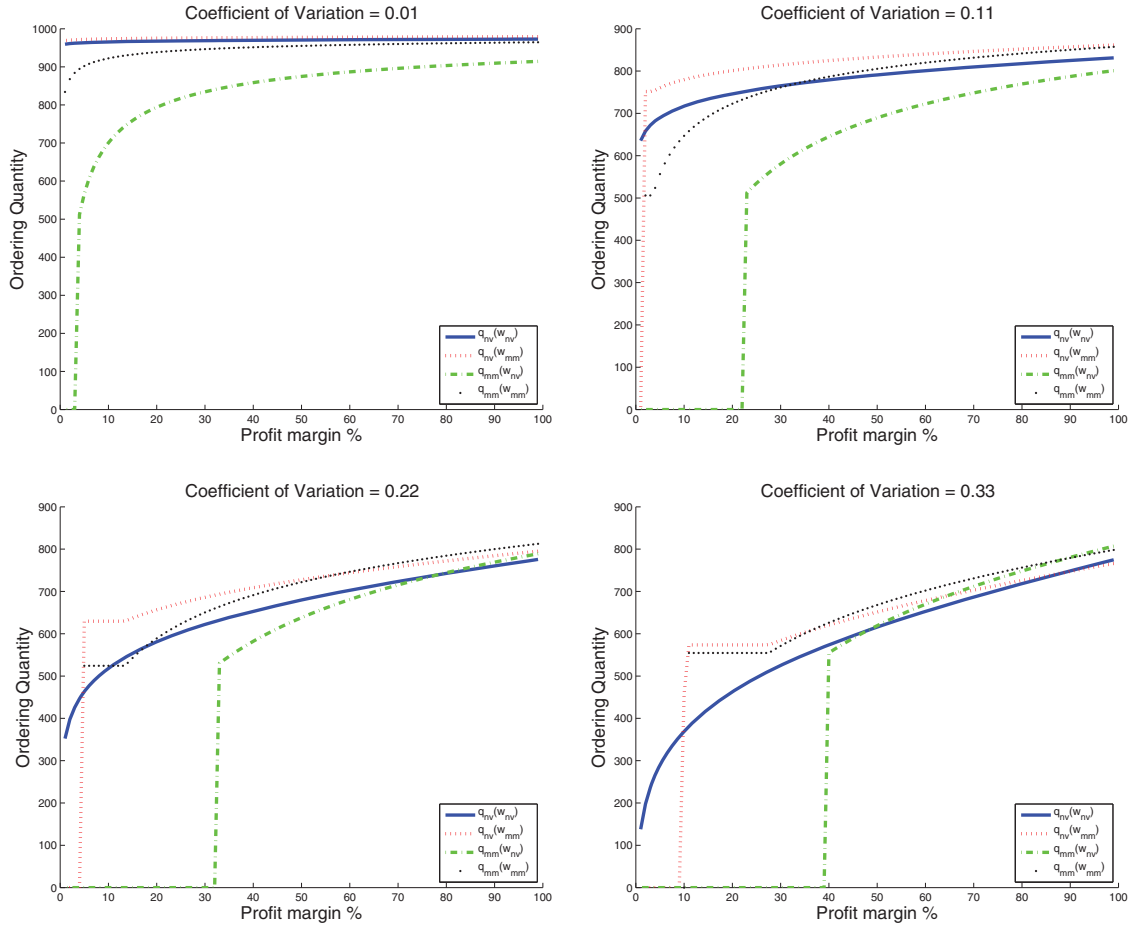 Coefficient of Variation = 0.01
1000
900
800
700
600
500
400
300
200
100
0
Ordering Quantity
0 10 20 30 40 50 60 70 80 90 100
Profit margin %
q_nv(w_nv)
q_nv(w_mm)
q_mm(w_nv)
q_mm(w_mm)
Coefficient of Variation = 0.11
900
800
700
600
500
400
300
200
100
0
Ordering Quantity
0 10 20 30 40 50 60 70 80 90 100
Profit margin %
q_nv(w_nv)
q_nv(w_mm)
q_mm(w_nv)
q_mm(w_mm)
Coefficient of Variation = 0.22
900
800
700
600
500
400
300
200
100
0
Ordering Quantity
0 10 20 30 40 50 60 70 80 90 100
Profit margin %
q_nv(w_nv)
q_nv(w_mm)
q_mm(w_nv)
q_mm(w_mm)
Coefficient of Variation = 0.33
900
800
700
600
500
400
300
200
100
0
Ordering Quantity
0 10 20 30 40 50 60 70 80 90 100
Profit margin %
q_nv(w_nv)
q_nv(w_mm)
q_mm(w_nv)
q_mm(w_mm)